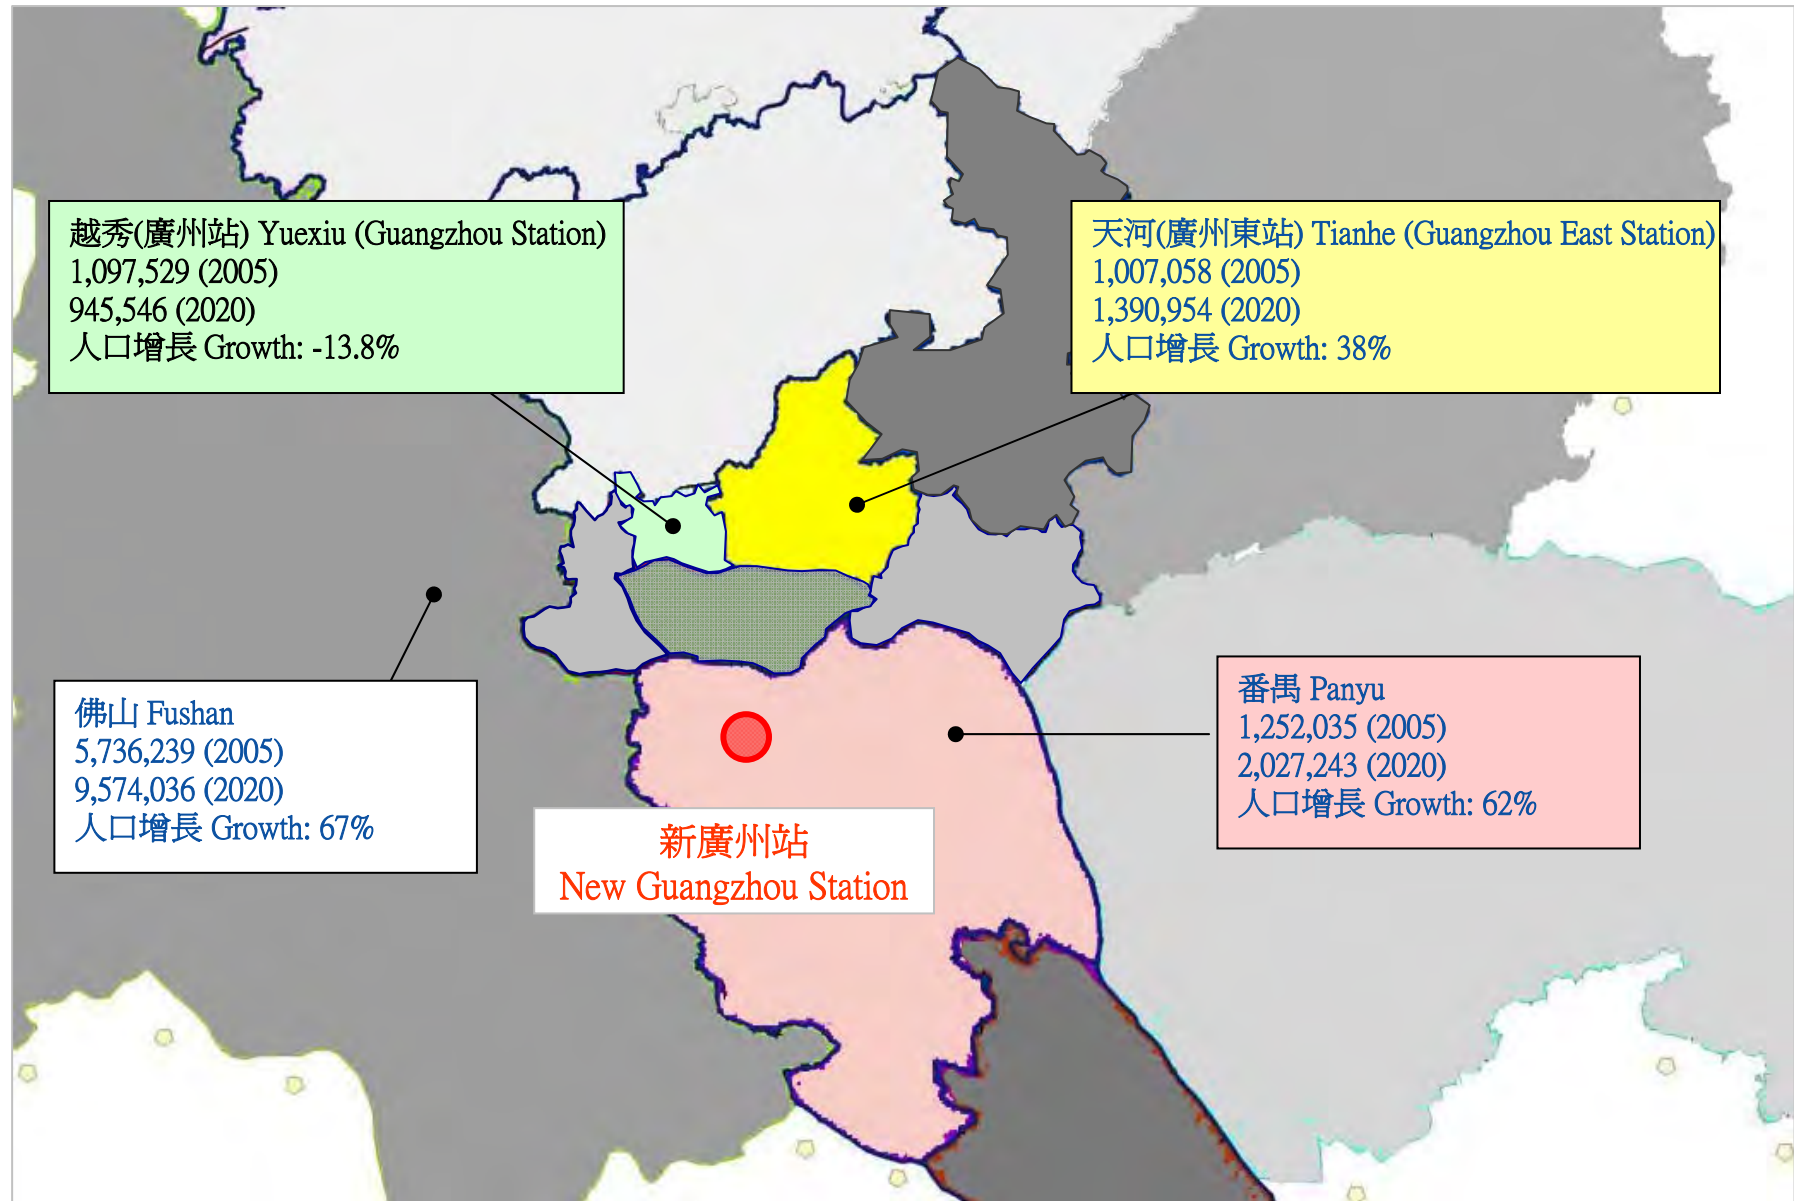 越秀(廣州站) Yuexiu (Guangzhou Station)
1,097,529 (2005)
945,546 (2020)
人口增長 Growth: -13.8%
天河(廣州東站) Tianhe (Guangzhou East Station)
1,007,058 (2005)
1,390,954 (2020)
人口增長 Growth: 38%
佛山 Fushan
5,736,239 (2005)
9,574,036 (2020)
人口增長 Growth: 67%
番禺 Panyu
1,252,035 (2005)
2,027,243 (2020)
人口增長 Growth: 62%
新廣州站
New Guangzhou Station